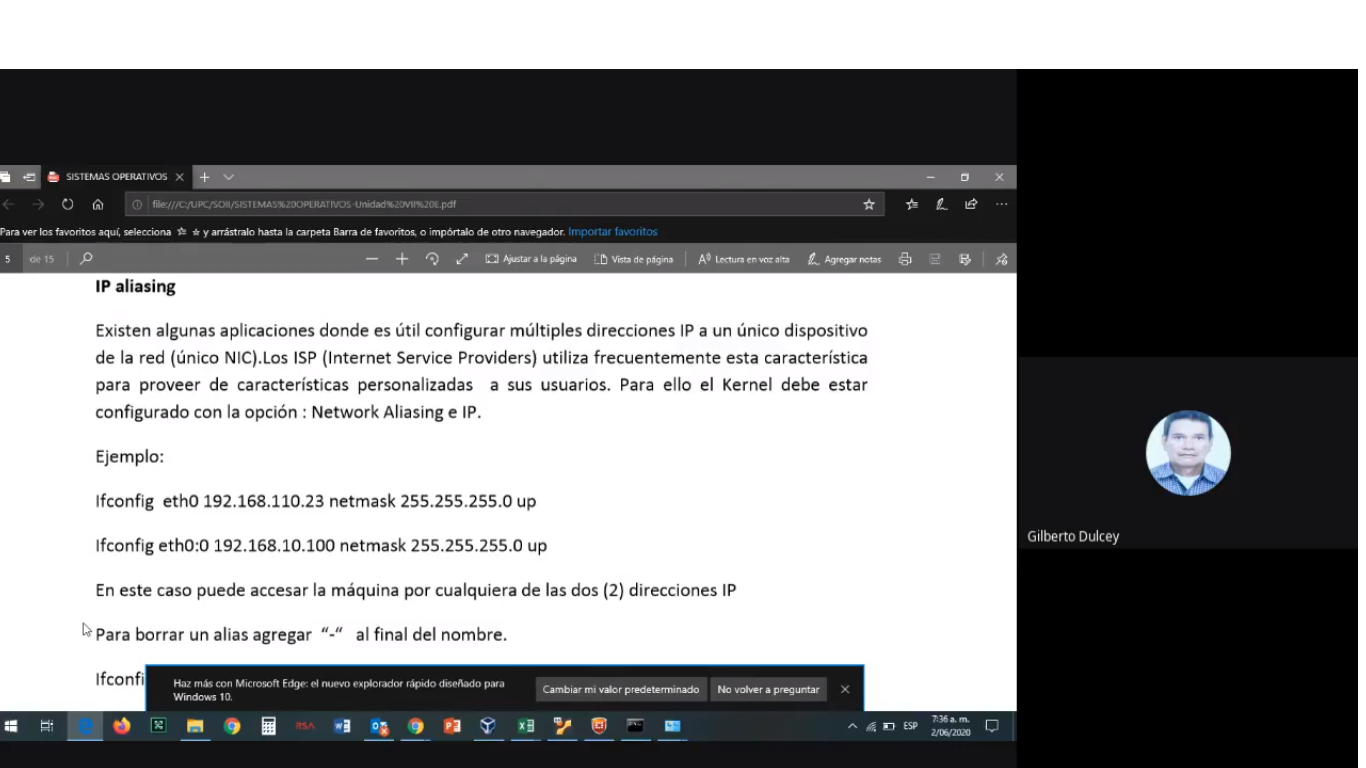 SISTEMAS OPERATIVOS
file:///C:/UPC/SOII/SISTEMAS%20OPERATIVOS-Unidad%20VII%20E.pdf
Para ver los favoritos aquí, selecciona y arrástralo hasta la carpeta Barra de favoritos, o impórtalo de otro navegador. Importar favoritos
5 de 15 Ajustar a la página Vista de página Lectura en voz alta Agregar notas
IP aliasing
Existen algunas aplicaciones donde es útil configurar múltiples direcciones IP a un único dispositivo
de la red (único NIC).Los ISP (Internet Service Providers) utiliza frecuentemente esta característica
para proveer de características personalizadas a sus usuarios. Para ello el Kernel debe estar
configurado con la opción : Network Aliasing e IP.
Ejemplo:
Ifconfig eth0 192.168.110.23 netmask 255.255.255.0 up
Ifconfig eth0:0 192.168.10.100 netmask 255.255.255.0 up
En este caso puede accesar la máquina por cualquiera de las dos (2) direcciones IP
Para borrar un alias agregar “-“ al final del nombre.
Ifconfi
Haz más con Microsoft Edge: el nuevo explorador rápido diseñado para
Windows 10.
Cambiar mi valor predeterminado No volver a preguntar
RSA
ESP
7:36 a. m.
2/06/2020
Gilberto Dulcey